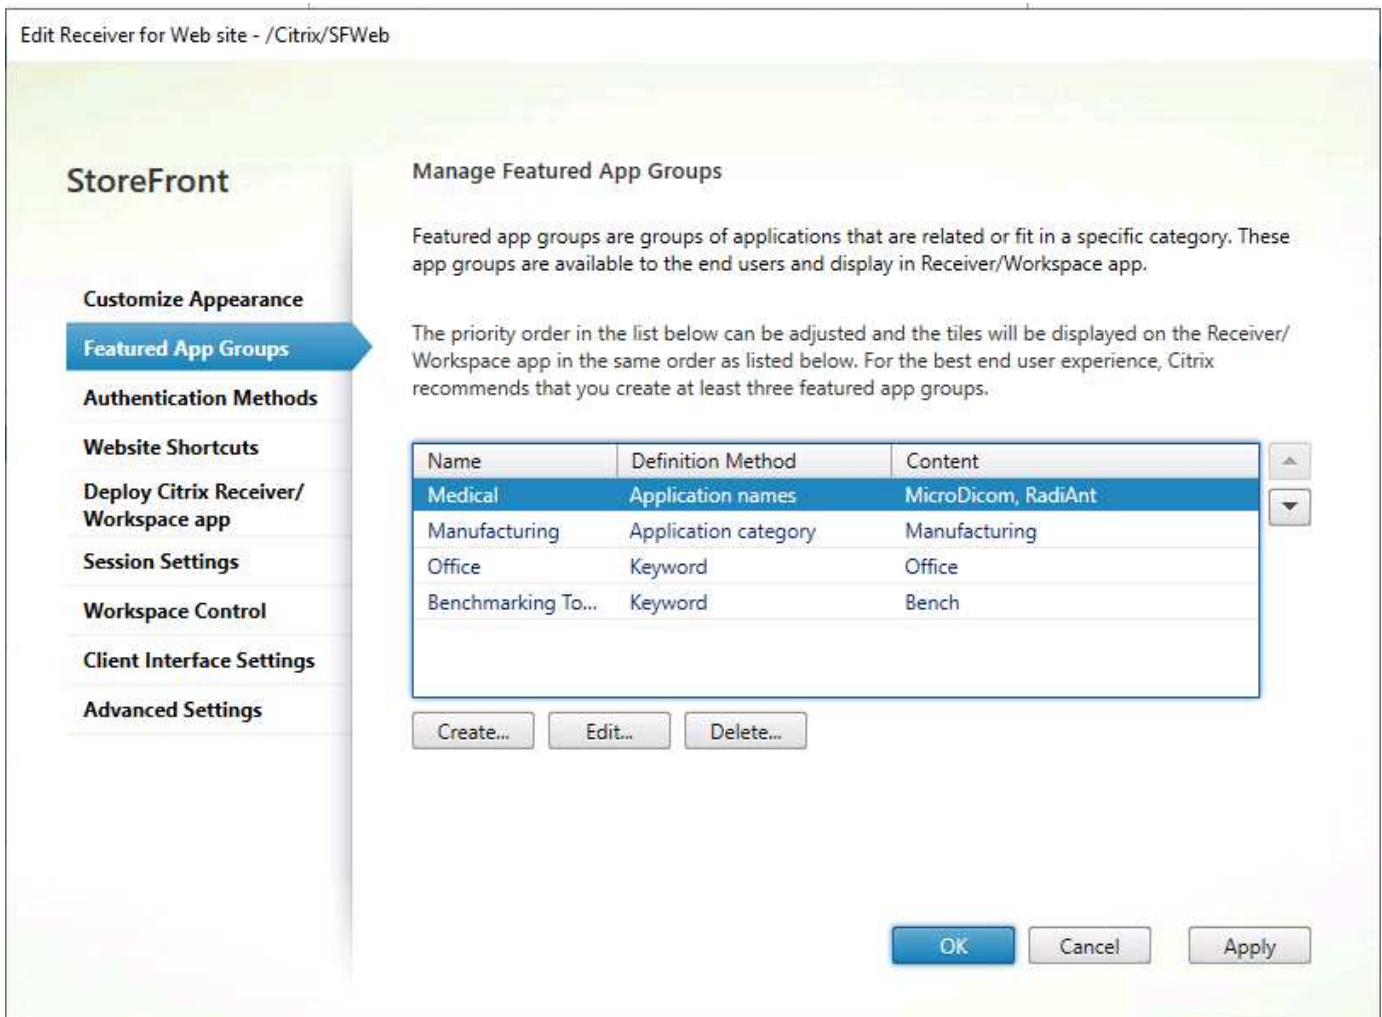 Edit Receiver for Web site - /Citrix/SFWeb
StoreFront
Customize Appearance
Featured App Groups
Authentication Methods
Website Shortcuts
Deploy Citrix Receiver/
Workspace app
Session Settings
Workspace Control
Client Interface Settings
Advanced Settings
Manage Featured App Groups
Featured app groups are groups of applications that are related or fit in a specific category. These
app groups are available to the end users and display in Receiver/Workspace app.
The priority order in the list below can be adjusted and the tiles will be displayed on the Receiver/
Workspace app in the same order as listed below. For the best end user experience, Citrix
recommends that you create at least three featured app groups.
Name Definition Method Content
Medical Application names MicroDicom, RadiAnt
Manufacturing Application category Manufacturing
Office Keyword Office
Benchmarking To... Keyword Bench
Create... Edit... Delete...
OK Cancel Apply